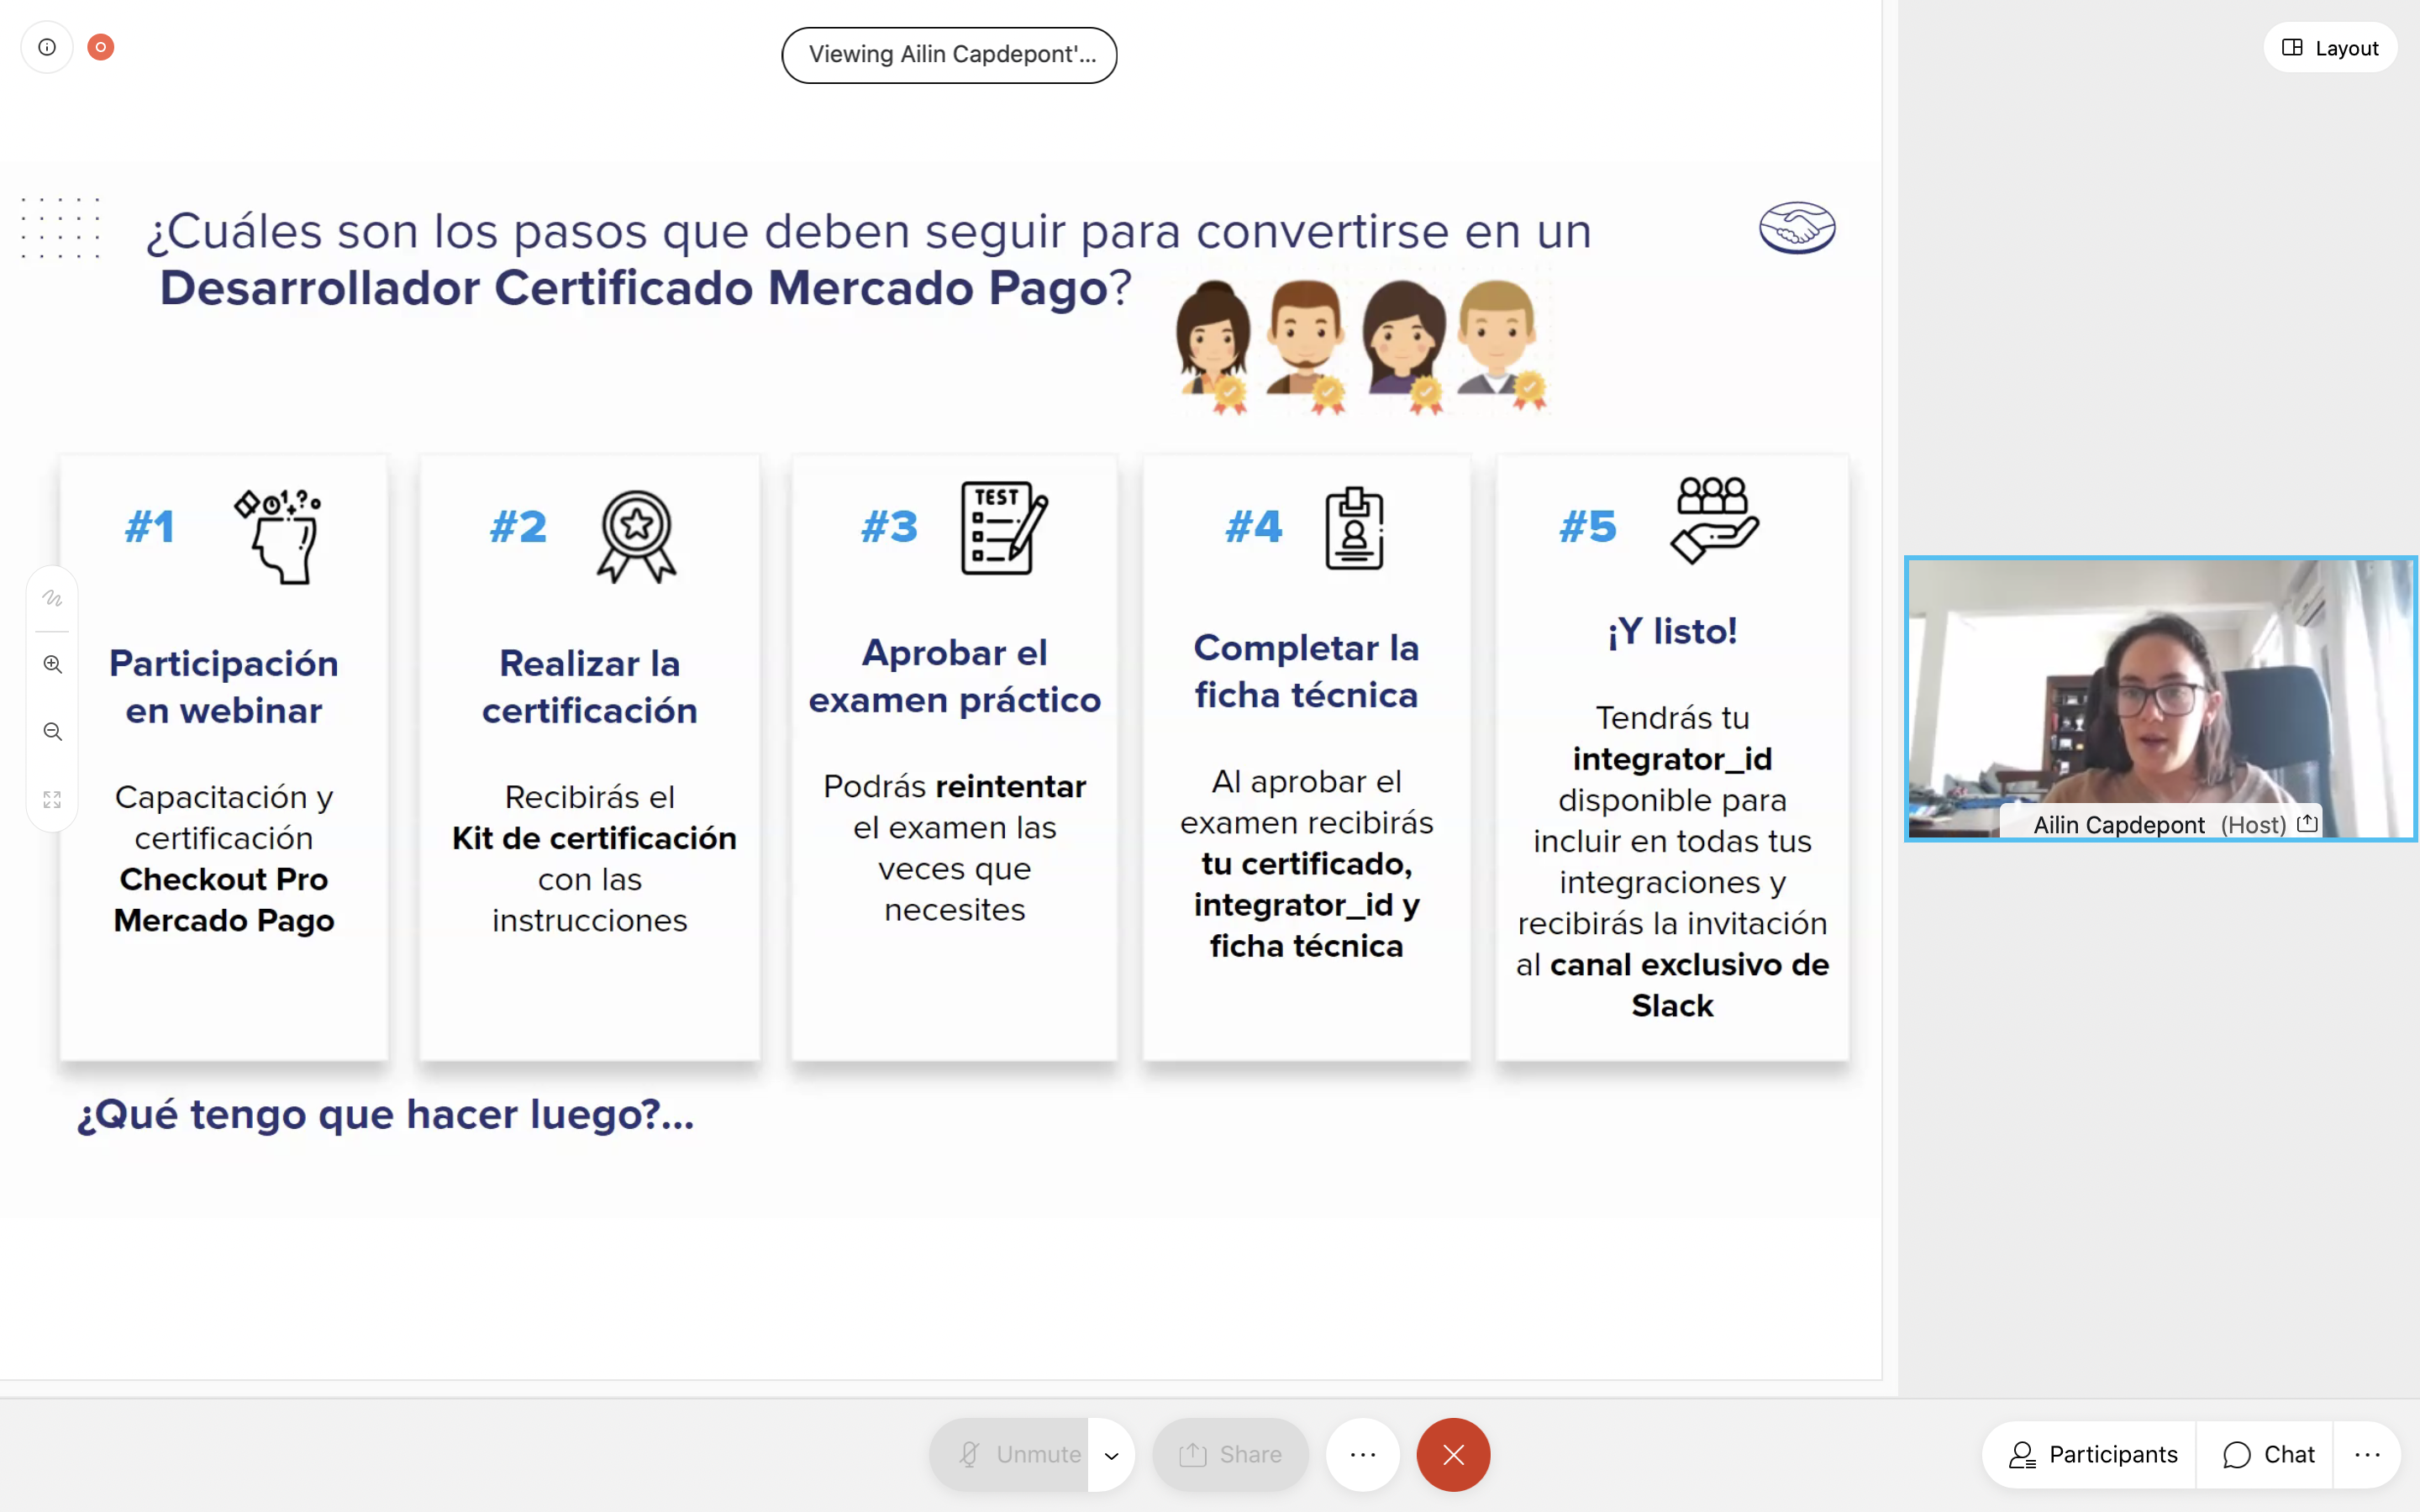 Viewing Ailin Capdepont'...
Layout
¿Cuáles son los pasos que deben seguir para convertirse en un
Desarrollador Certificado Mercado Pago?
#1
Participación
en webinar
Capacitación y
certificación
Checkout Pro
Mercado Pago
#2
Realizar la
certificación
Recibirás el
Kit de certificación
con las
instrucciones
#3
TEST
Aprobar el
examen práctico
Podrás reintentar
el examen las
veces que
necesites
#4
Completar la
ficha técnica
Al aprobar el
examen recibirás
tu certificado,
integrator_id y
ficha técnica
#5
¡Y listo!
Tendrás tu
integrator_id
disponible para
incluir en todas tus
integraciones y
recibirás la invitación
al canal exclusivo de
Slack
¿Qué tengo que hacer luego?...
Ailin Capdepont (Host)
Unmute
Share
Participants
Chat